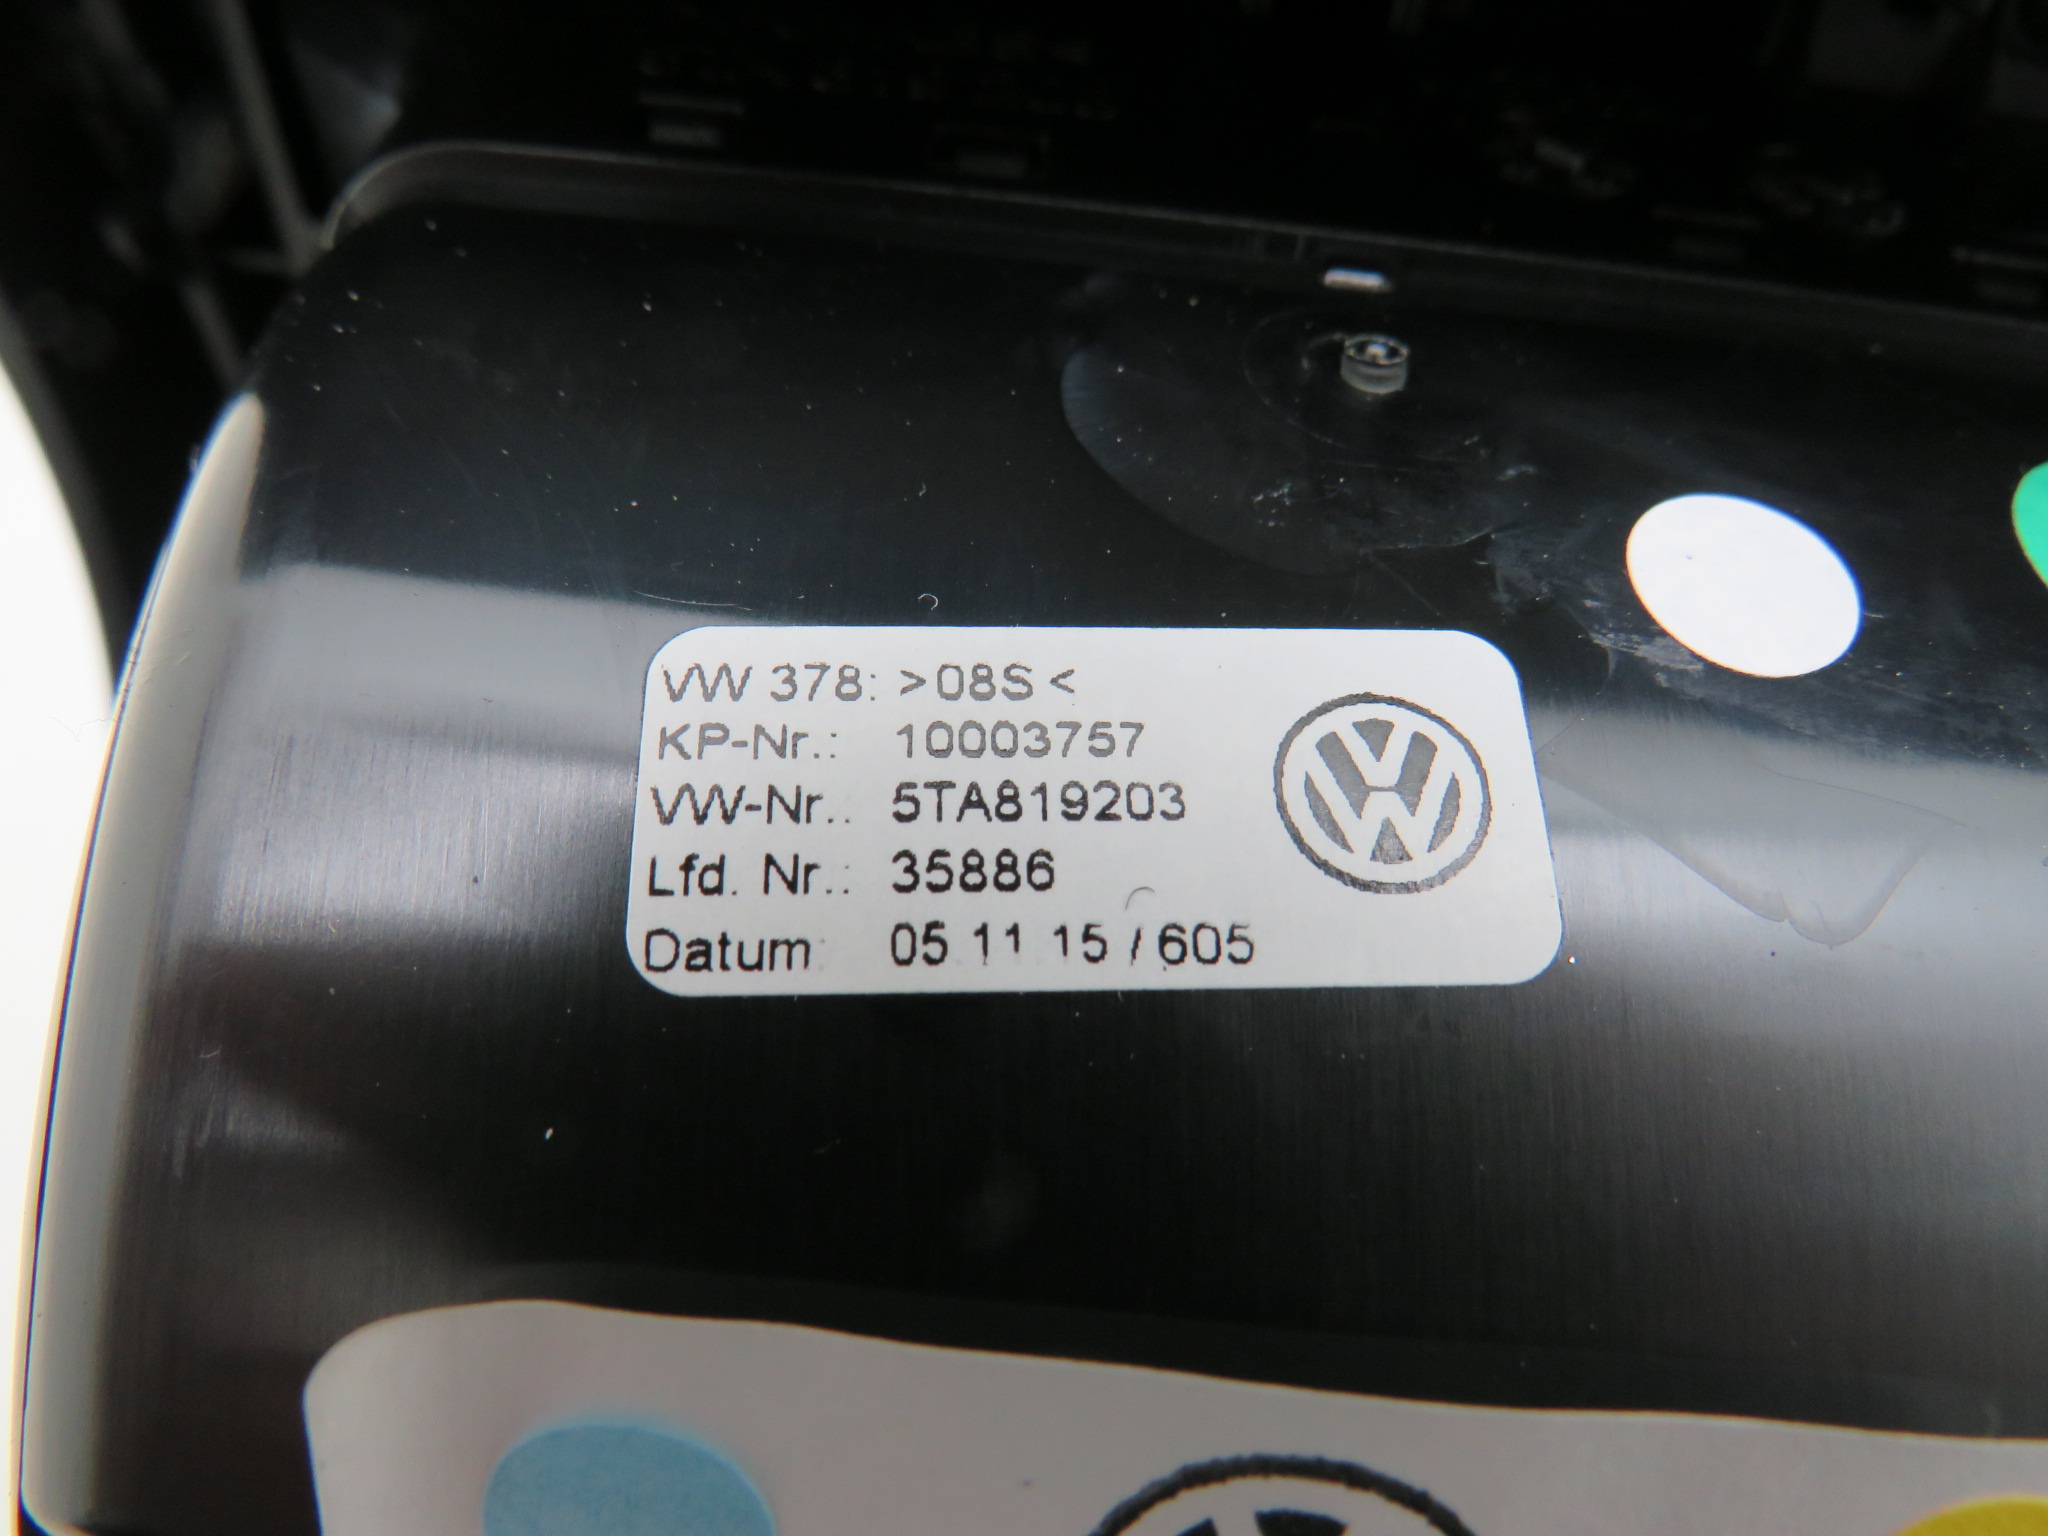 VW 378: >08S<
KP-Nr.: 10003757
VW-Nr.: 5TA819203
Lfd. Nr.: 35886
Datum: 05.11.15 / 605